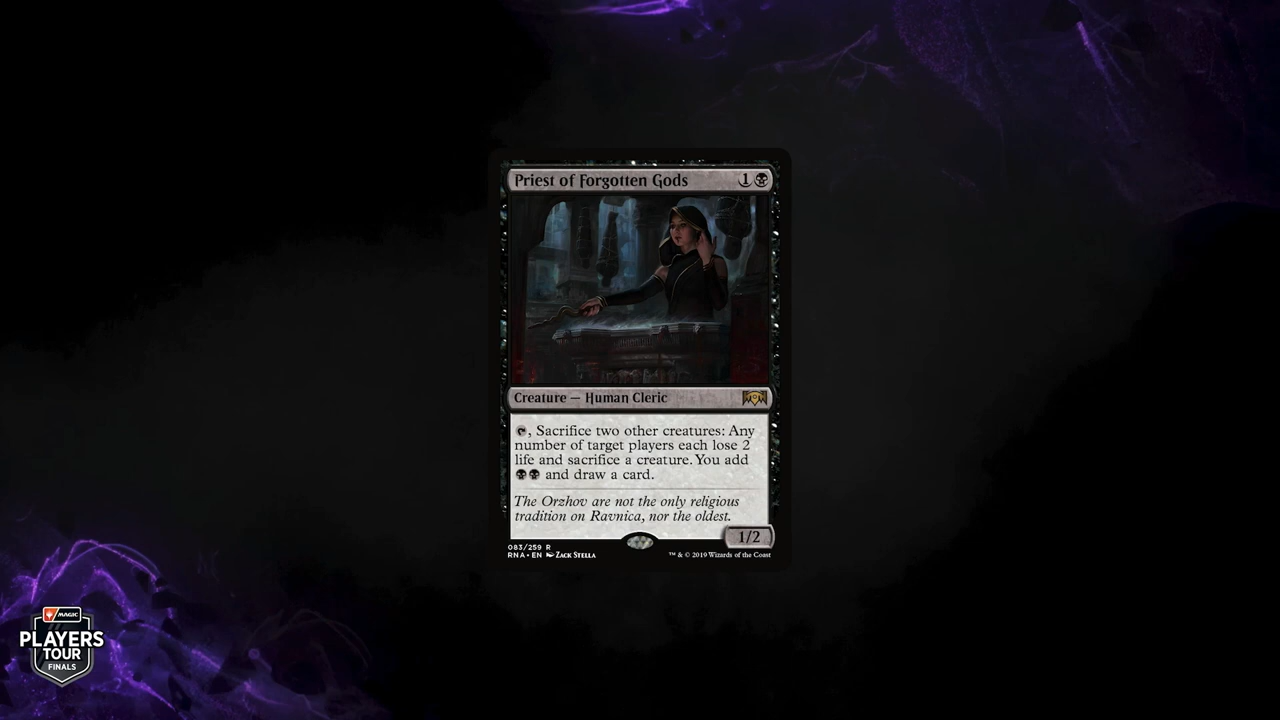 Priest of Forgotten Gods 1
Creature — Human Cleric
, Sacrifice two other creatures: Any
number of target players each lose 2
life and sacrifice a creature. You add
and draw a card.
The Orzhov are not the only religious
tradition on Ravnica, nor the oldest.
1/2
083/259 R
RNA • EN Zack Stella
™ & © 2019 Wizards of the Coast
MAGIC
PLAYERS
TOUR
FINALS